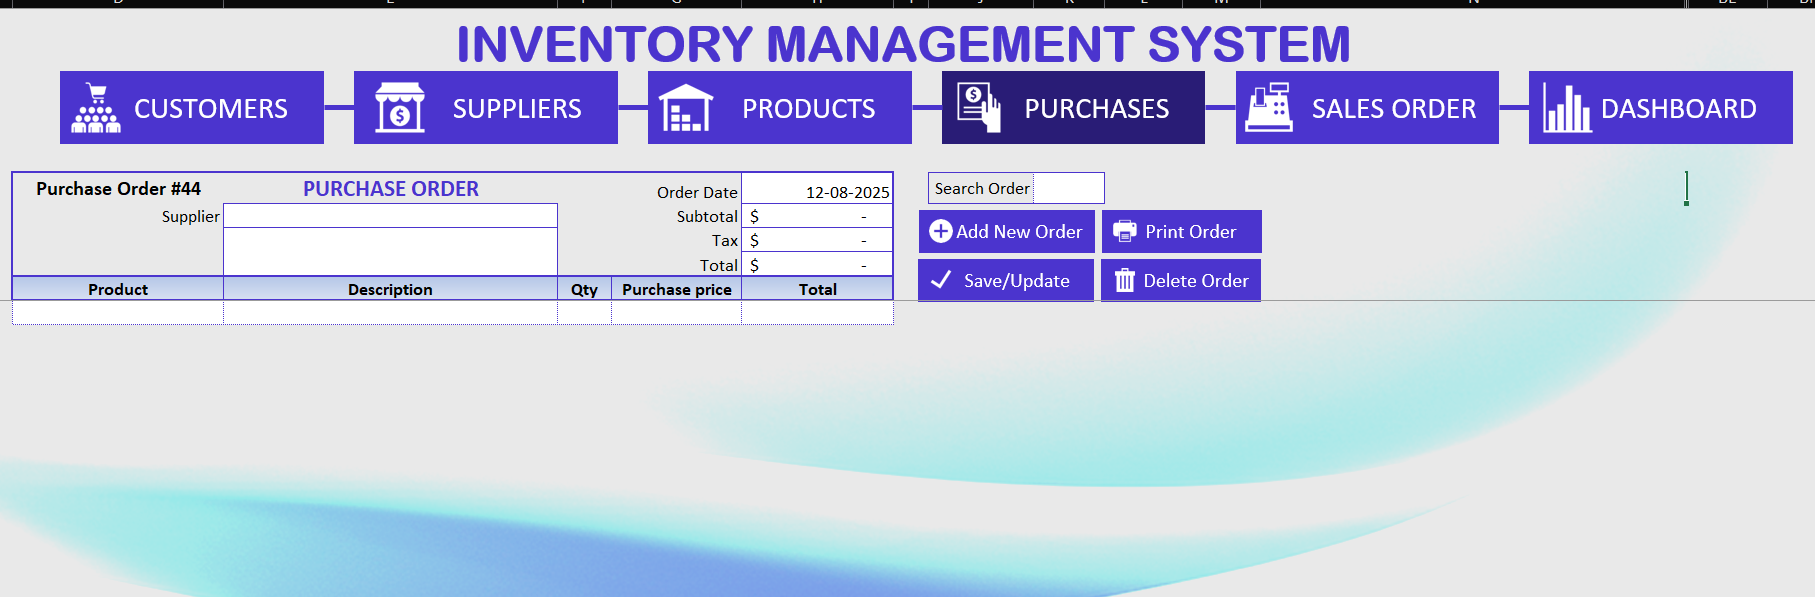 INVENTORY MANAGEMENT SYSTEM
CUSTOMERS SUPPLIERS PRODUCTS PURCHASES SALES ORDER DASHBOARD
Purchase Order #44 PURCHASE ORDER Order Date 12-08-2025
Supplier Subtotal $ -
Tax $ -
Total $ -
Product Description Qty Purchase price Total
Search Order
Add New Order Print Order
Save/Update Delete Order